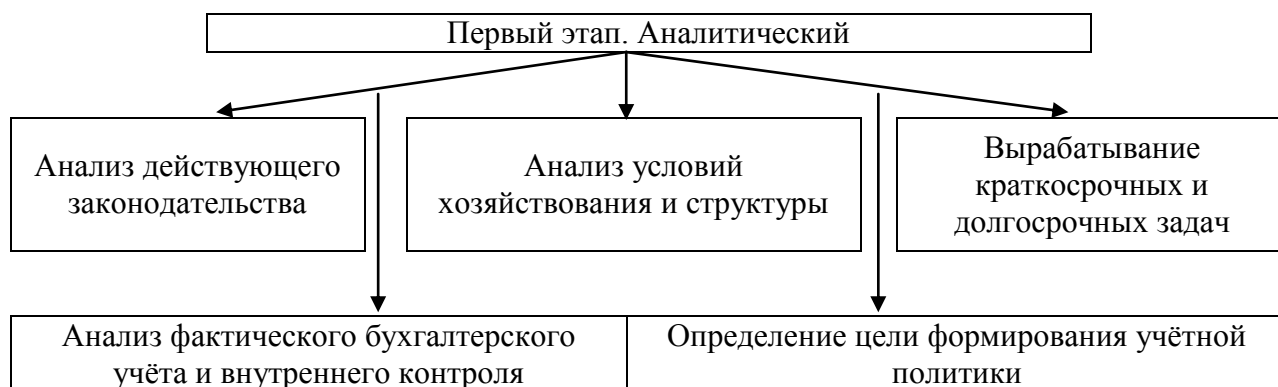 Первый этап. Аналитический
Анализ действующего
законодательства
Анализ условий
хозяйствования и структуры
Вырабатывание
краткосрочных и
долгосрочных задач
Анализ фактического бухгалтерского
учёта и внутреннего контроля
Определение цели формирования учётной
политики